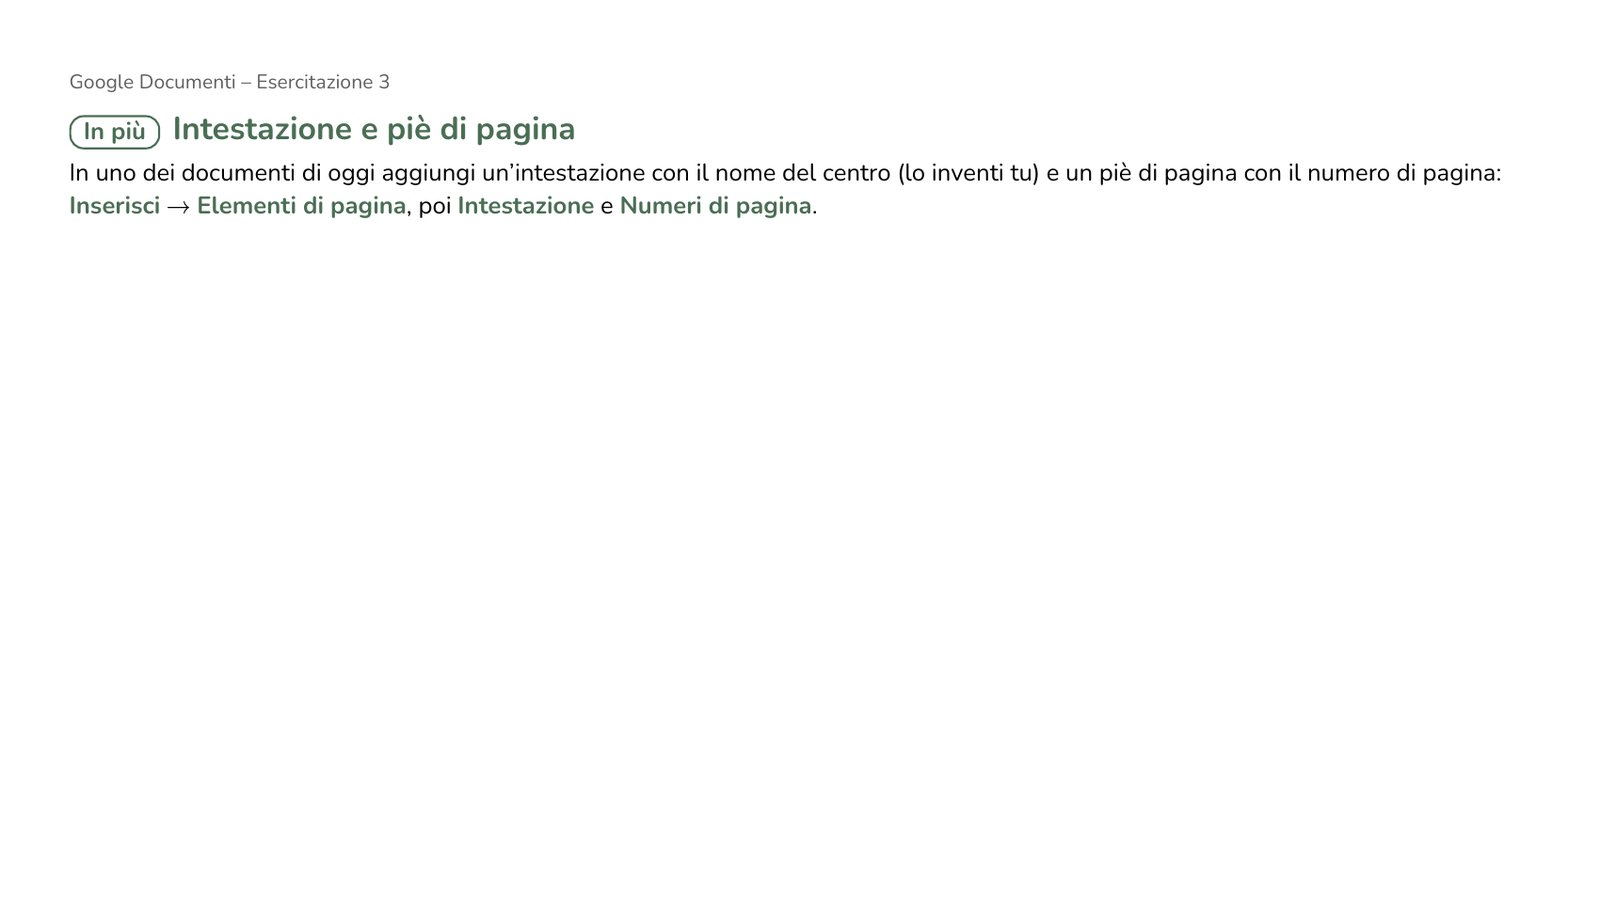 Google Documenti – Esercitazione 3
In più Intestazione e piè di pagina
In uno dei documenti di oggi aggiungi un’intestazione con il nome del centro (lo inventi tu) e un piè di pagina con il numero di pagina:
Inserisci → Elementi di pagina, poi Intestazione e Numeri di pagina.